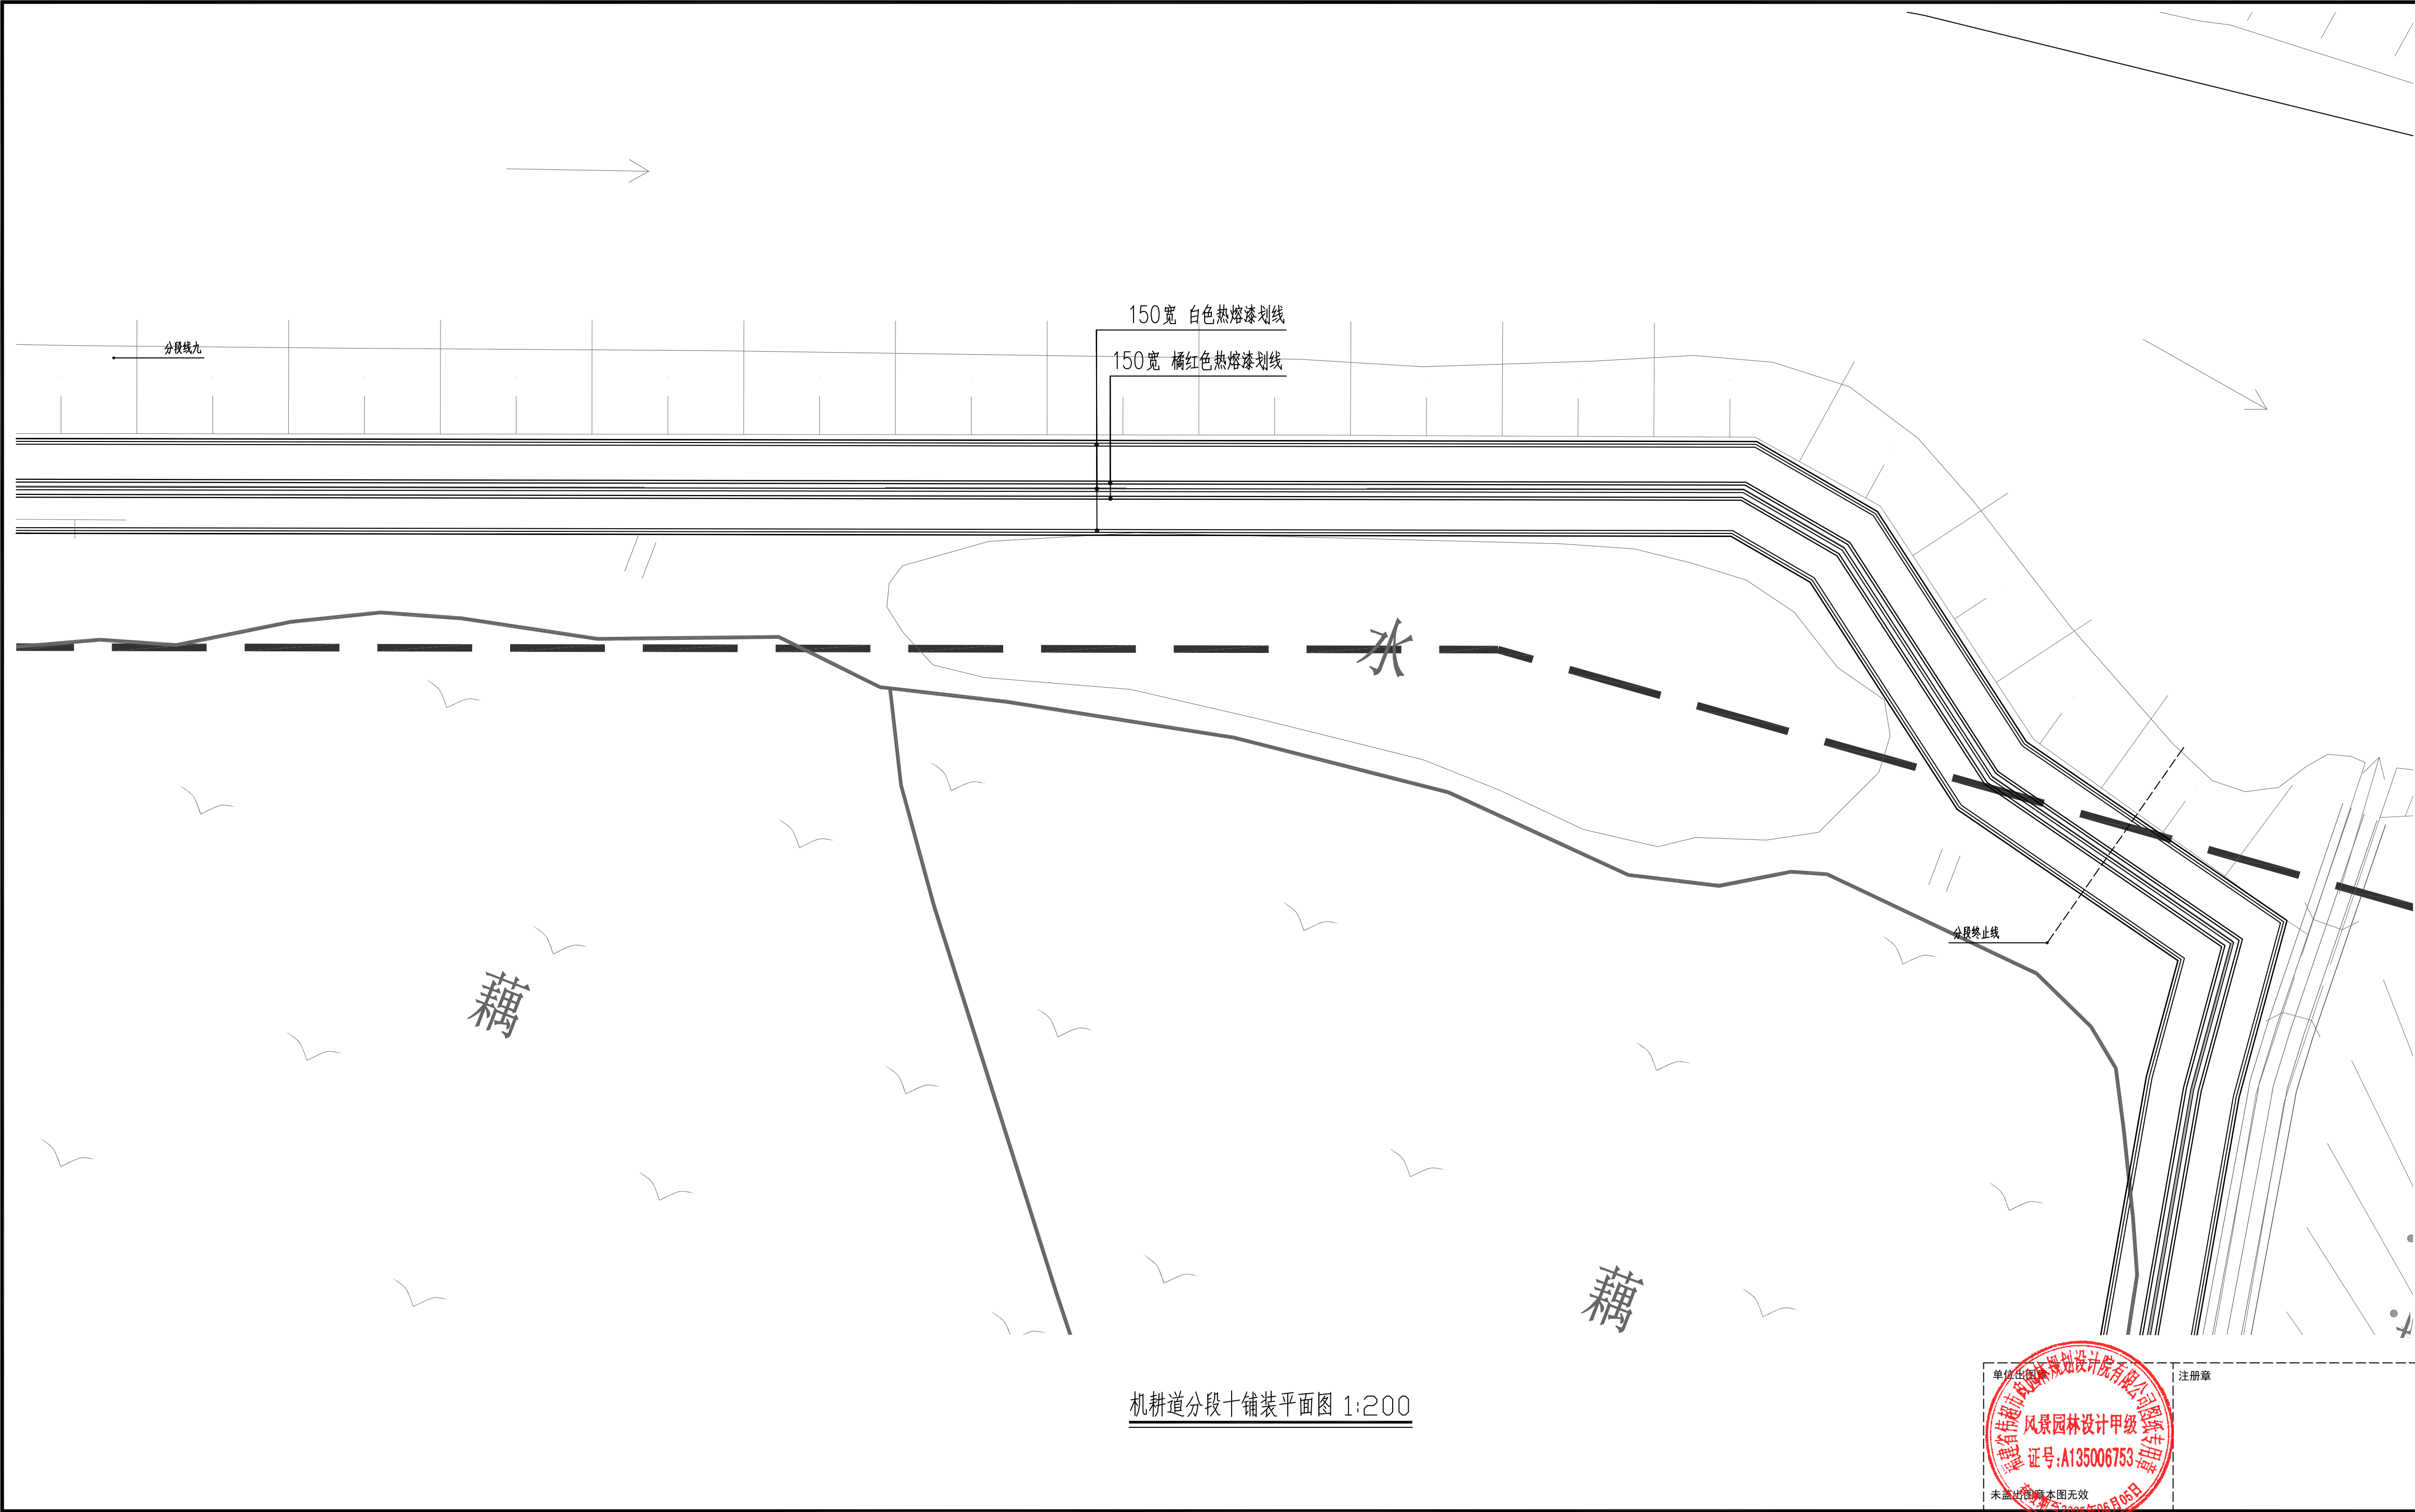 150宽 白色热熔漆划线
分段线九
150宽 橘红色热熔漆划线
水
分段终止线
藕
藕
机耕道分段十铺装平面图 1:200
单位出图章
注册章
风景园林设计甲级
证号:A135006753
未盖出图章本图无效